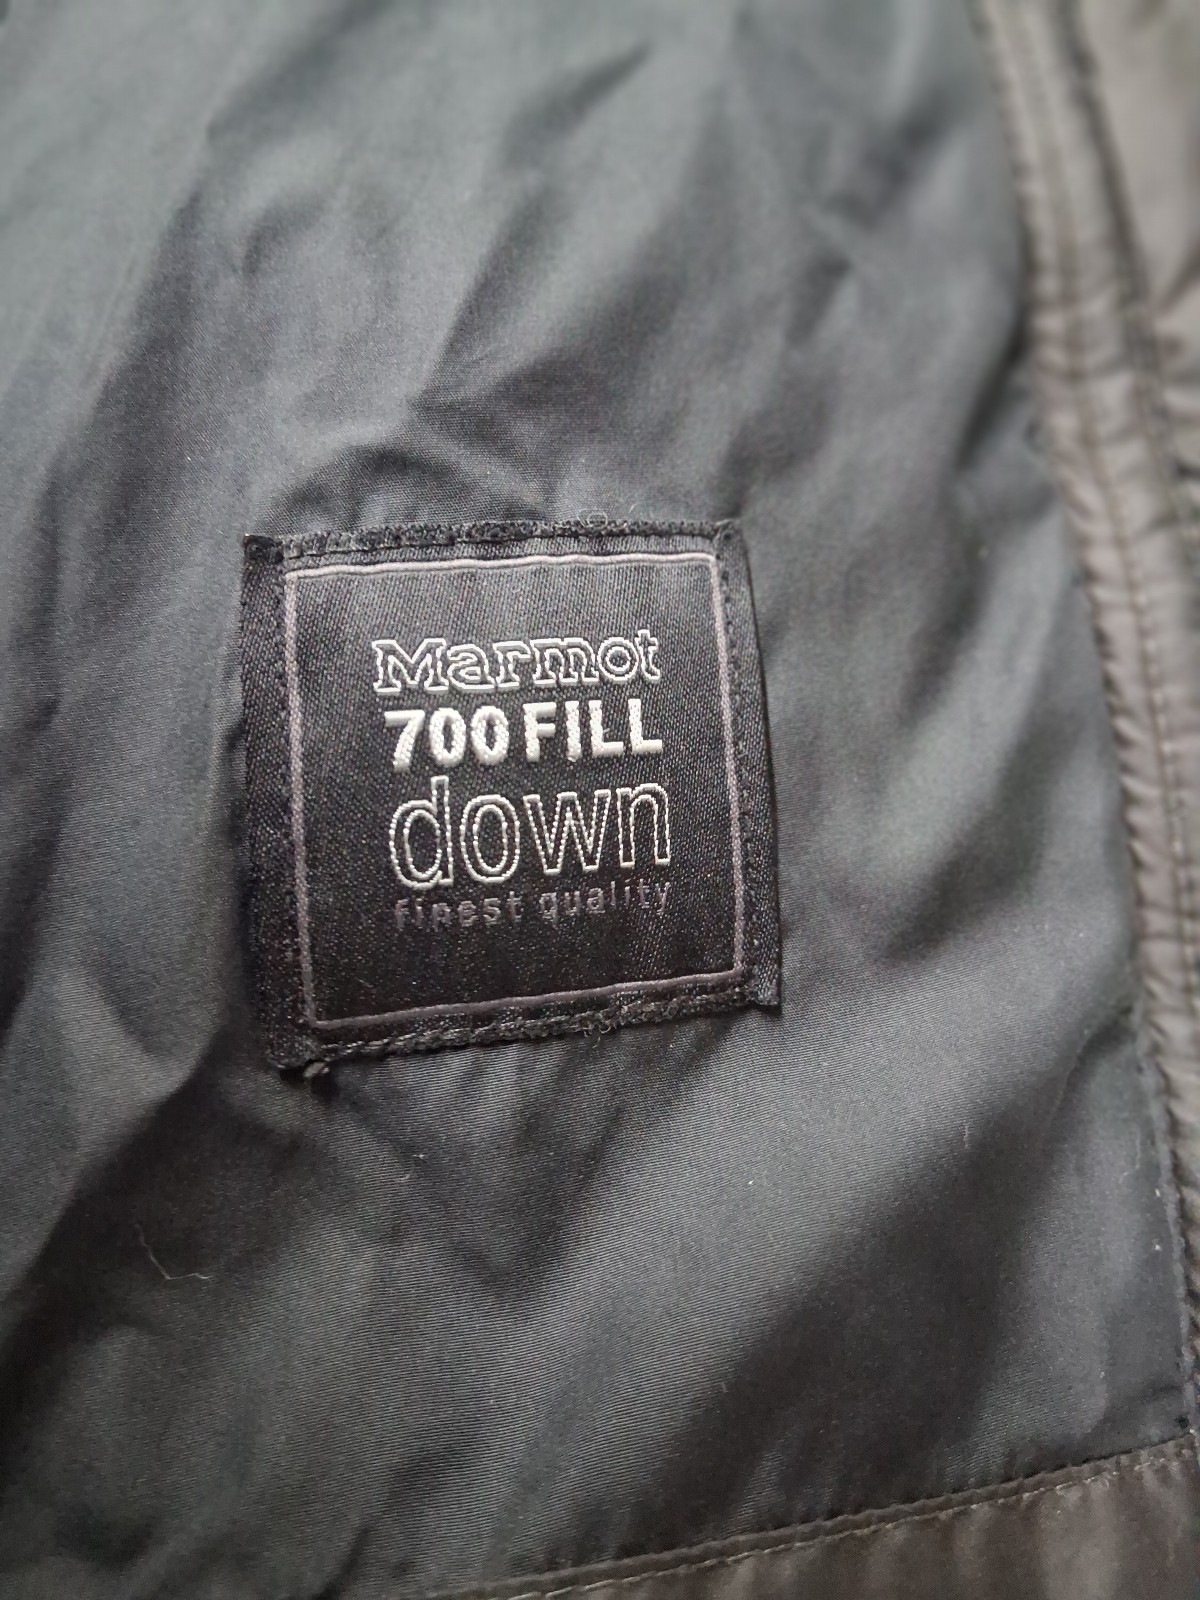 Marmot
700 FILL
down
finest quality